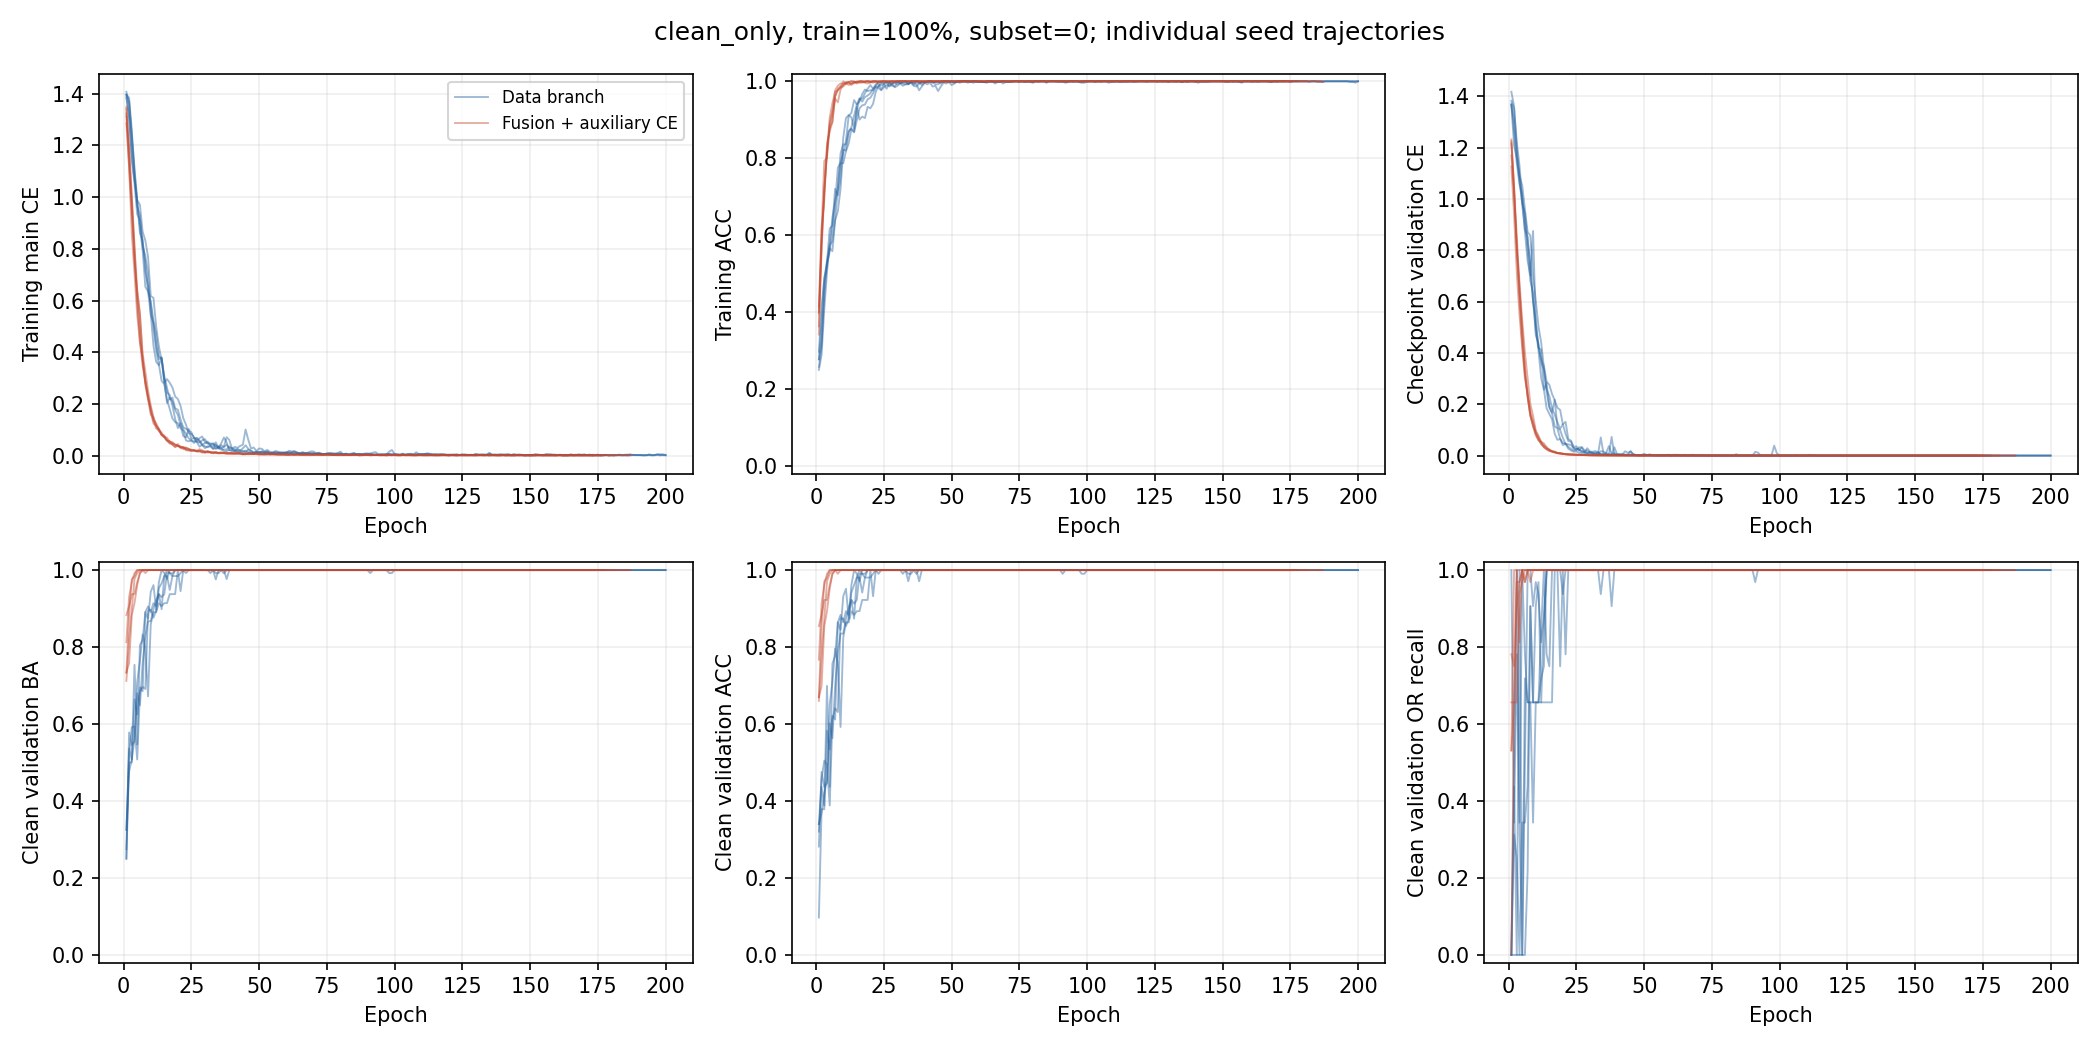 clean_only, train=100%, subset=0; individual seed trajectories
Training main CE
1.4
1.2
1.0
0.8
0.6
0.4
0.2
0.0
Data branch
Fusion + auxiliary CE
0 25 50 75 100 125 150 175 200
Epoch
Training ACC
1.0
0.8
0.6
0.4
0.2
0.0
0 25 50 75 100 125 150 175 200
Epoch
Checkpoint validation CE
1.4
1.2
1.0
0.8
0.6
0.4
0.2
0.0
0 25 50 75 100 125 150 175 200
Epoch
Clean validation BA
1.0
0.8
0.6
0.4
0.2
0.0
0 25 50 75 100 125 150 175 200
Epoch
Clean validation ACC
1.0
0.8
0.6
0.4
0.2
0.0
0 25 50 75 100 125 150 175 200
Epoch
Clean validation OR recall
1.0
0.8
0.6
0.4
0.2
0.0
0 25 50 75 100 125 150 175 200
Epoch